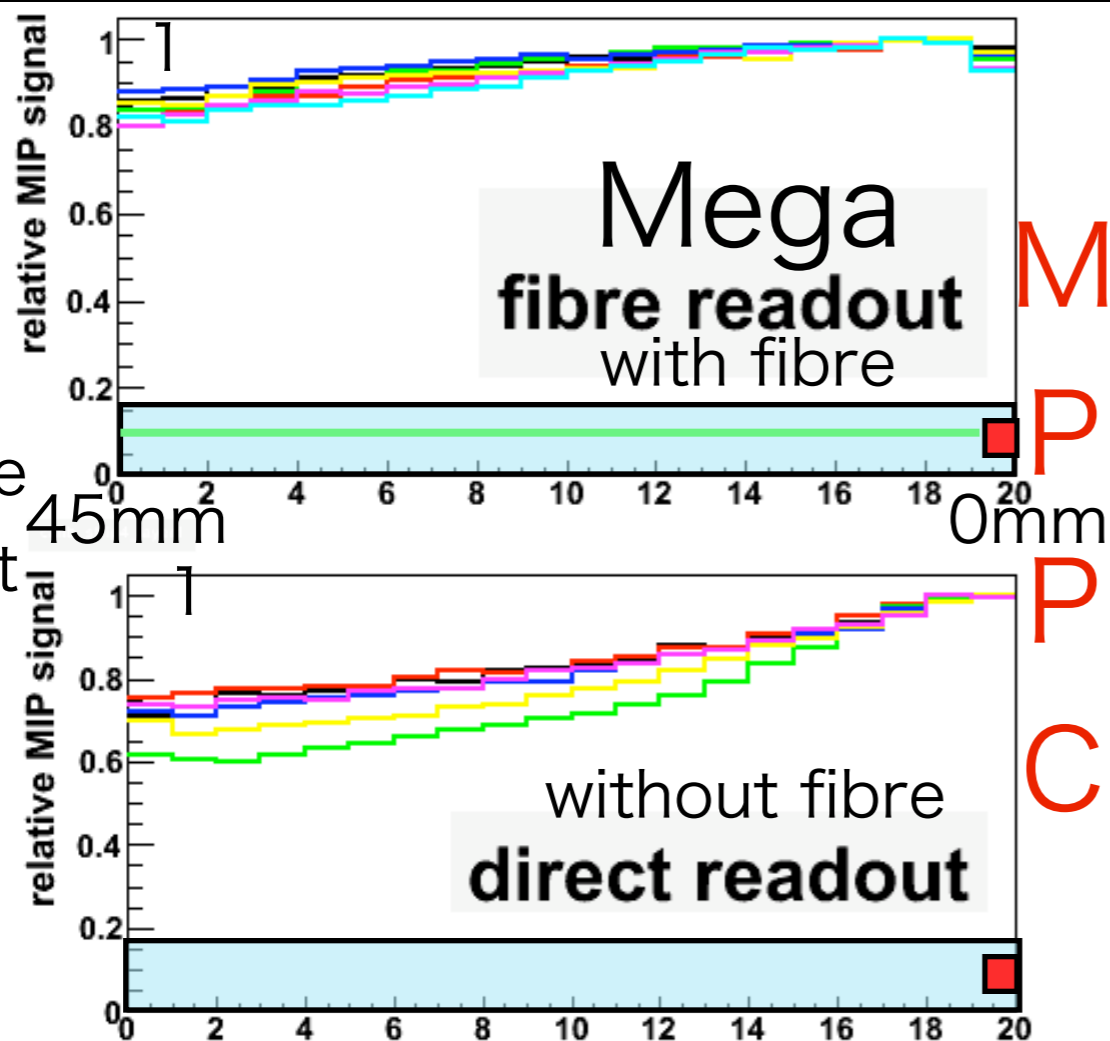 relative MIP signal
1
1
0.8
0.6
0.4
0.2
0
Mega
fibre readout
with fibre
0 2 4 6 8 10 12 14 16 18 20
45mm
0mm
e
t
M
P
P
C
relative MIP signal
1
1
0.8
0.6
0.4
0.2
0
without fibre
direct readout
0 2 4 6 8 10 12 14 16 18 20